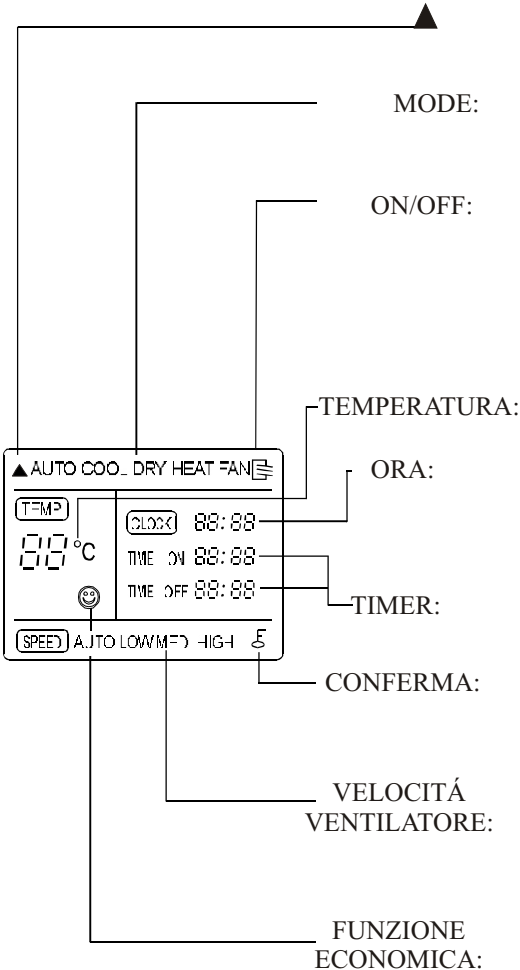 ▲
MODE:
ON/OFF:
TEMPERATURA:
▲ AUTO COOL DRY HEAT FAN
ORA:
TEMP
CLOCK 88:88
88 °C
TIME ON 88:88
TIME OFF 88:88
TIMER:
SPEED AUTO LOW MED HIGH
CONFERMA:
VELOCITÁ
VENTILATORE:
FUNZIONE
ECONOMICA: